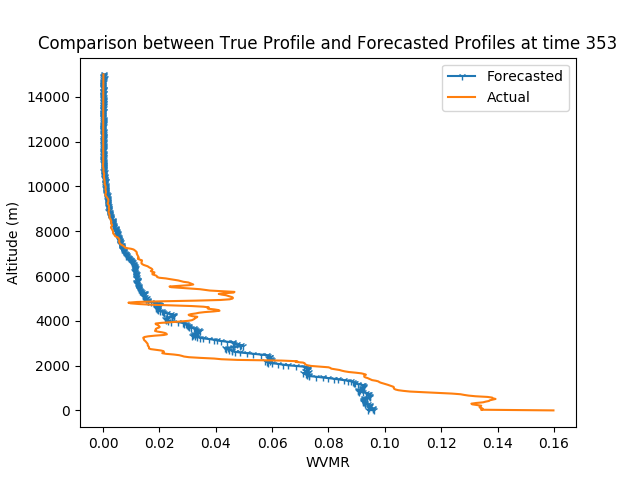 Comparison between True Profile and Forecasted Profiles at time 353
Forecasted
Actual
14000
12000
10000
8000
6000
4000
2000
0
Altitude (m)
0.00 0.02 0.04 0.06 0.08 0.10 0.12 0.14 0.16
WVMR